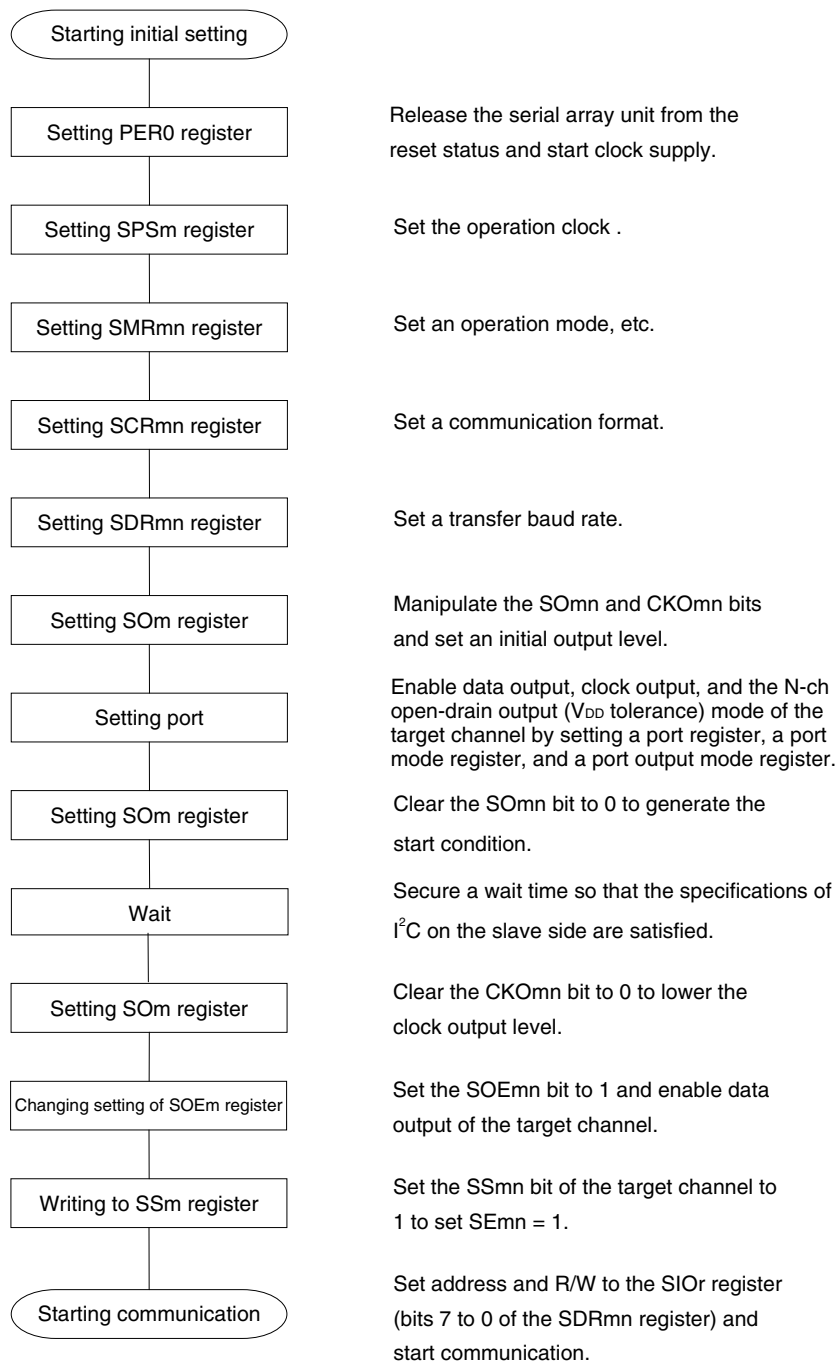 Starting initial setting
Setting PER0 register
Release the serial array unit from the
reset status and start clock supply.
Setting SPSm register
Set the operation clock .
Setting SMRmn register
Set an operation mode, etc.
Setting SCRmn register
Set a communication format.
Setting SDRmn register
Set a transfer baud rate.
Setting SOm register
Manipulate the SOmn and CKOmn bits
and set an initial output level.
Setting port
Enable data output, clock output, and the N-ch
open-drain output (VDD tolerance) mode of the
target channel by setting a port register, a port
mode register, and a port output mode register.
Setting SOm register
Clear the SOmn bit to 0 to generate the
start condition.
Wait
Secure a wait time so that the specifications of
I²C on the slave side are satisfied.
Setting SOm register
Clear the CKOmn bit to 0 to lower the
clock output level.
Changing setting of SOEm register
Set the SOEmn bit to 1 and enable data
output of the target channel.
Writing to SSm register
Set the SSmn bit of the target channel to
1 to set SEmn = 1.
Starting communication
Set address and R/W to the SIOr register
(bits 7 to 0 of the SDRmn register) and
start communication.